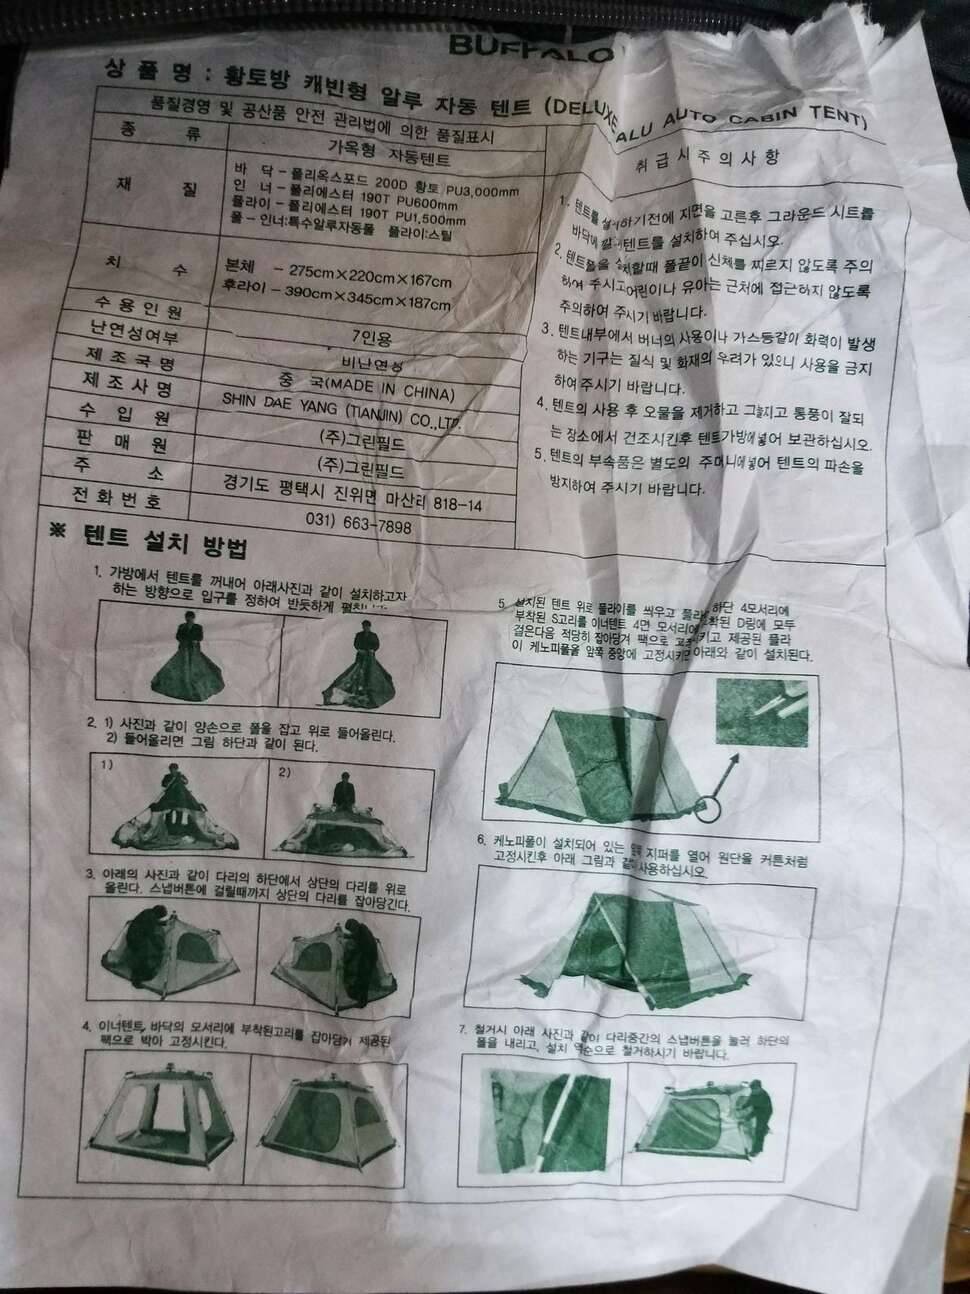 BUFFALO
상 품 명 : 황토방 캐빈형 알루 자동 텐트 (DELUXE ALU AUTO CABIN TENT)
품질경영 및 공산품 안전 관리법에 의한 품질표시
종 류 가옥형 자동텐트
재 질
바 닥 - 폴리옥스포드 200D 황토 PU3,000mm
인 너 - 폴리에스터 190T PU600mm
플라이 - 폴리에스터 190T PU1,500mm
폴 - 인너:특수알루자동폴 플라이:스틸
치 수
본체 - 275cm×220cm×167cm
후라이 - 390cm×345cm×187cm
수 용 인 원 7인용
난연성여부 비난연성
제 조 국 명 중 국(MADE IN CHINA)
제 조 사 명 SHIN DAE YANG (TIANJIN) CO.,LTD.
수 입 원 (주)그린필드
판 매 원 (주)그린필드
주 소 경기도 평택시 진위면 마산리 818-14
전 화 번 호 031) 663-7898
취 급 시 주 의 사 항
1. 텐트를 설치하기전에 지면을 고른후 그라운드 시트를
바닥에 깔고 텐트를 설치하여 주십시오.
2. 텐트폴을 설치할때 폴끝이 신체를 찌르지 않도록 주의
하여 주시고 어린이나 유아는 근처에 접근하지 않도록
주의하여 주시기 바랍니다.
3. 텐트내부에서 버너의 사용이나 가스등같이 화력이 발생
하는 기구는 질식 및 화재의 우려가 있으니 사용을 금지
하여 주시기 바랍니다.
4. 텐트의 사용 후 오물을 제거하고 그늘지고 통풍이 잘되
는 장소에서 건조시킨후 텐트가방에 넣어 보관하십시오.
5. 텐트의 부속품은 별도의 주머니에 넣어 텐트의 파손을
방지하여 주시기 바랍니다.
※ 텐트 설치 방법
1. 가방에서 텐트를 꺼내어 아래사진과 같이 설치하고자
하는 방향으로 입구를 정하여 반듯하게
2. 1) 사진과 같이 양손으로 폴을 잡고 위로 들어올린다.
2) 들어올리면 그림 하단과 같이 된다.
1) 2)
3. 아래의 사진과 같이 다리의 하단에서 상단의 다리를 위로
올린다. 스냅버튼에 걸릴때까지 상단의 다리를 잡아당긴다.
4. 이너텐트 바닥의 모서리에 부착된고리를 잡아당겨 제공된
팩으로 박아 고정시킨다.
5. 설치된 텐트 위로 플라이를 씌우고 플라이 하단 4모서리에
부착된 S고리를 이너텐트 4면 모서리에 부착된 D링에 모두
걸은다음 적당히 잡아당겨 팩으로 고정시키고 제공된 플라
이 케노피폴을 앞쪽 중앙에 고정시키면 아래와 같이 설치된다.
6. 케노피폴이 설치되어 있는 앞쪽 지퍼를 열어 원단을 커튼처럼
고정시킨후 아래 그림과 같이 사용하십시오.
7. 철거시 아래 사진과 같이 다리중간의 스냅버튼을 눌러 하단의
폴을 내리고, 설치 역순으로 철거하시기 바랍니다.